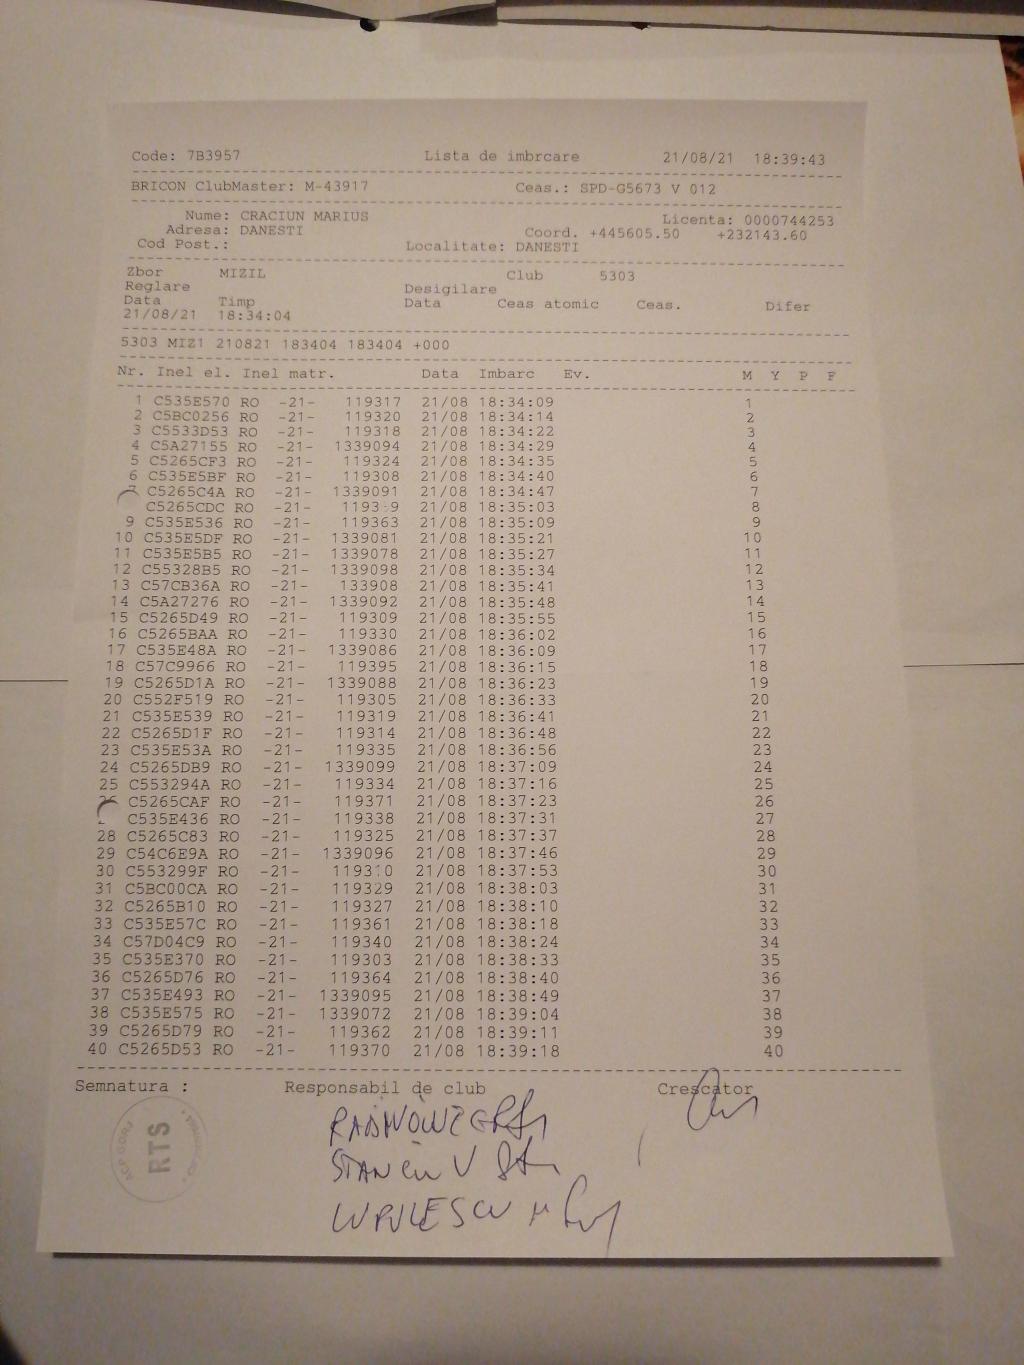 Code: 7B3957 Lista de imbrcare 21/08/21 18:39:43
BRICON ClubMaster: M-43917 Ceas.: SPD-G5673 V 012
Nume: CRACIUN MARIUS Licenta: 0000744253
Adresa: DANESTI Coord. +445605.50 +232143.60
Cod Post.: Localitate: DANESTI
Zbor MIZIL Club 5303
Reglare Desigilare
Data Timp Data Ceas atomic Ceas. Difer
21/08/21 18:34:04
5303 MIZ1 210821 183404 183404 +000
Nr. Inel el. Inel matr. Data Imbarc Ev. M Y P F
1 C535E570 RO -21- 119317 21/08 18:34:09 1
2 C5BC0256 RO -21- 119320 21/08 18:34:14 2
3 C5533D53 RO -21- 119318 21/08 18:34:22 3
4 C5A27155 RO -21- 1339094 21/08 18:34:29 4
5 C5265CF3 RO -21- 119324 21/08 18:34:35 5
6 C535E5BF RO -21- 119308 21/08 18:34:40 6
C5265C4A RO -21- 1339091 21/08 18:34:47 7
C5265CDC RO -21- 21/08 18:35:03 8
9 C535E536 RO -21- 119363 21/08 18:35:09 9
10 C535E5DF RO -21- 1339081 21/08 18:35:21 10
11 C535E5B5 RO -21- 1339078 21/08 18:35:27 11
12 C55328B5 RO -21- 1339098 21/08 18:35:34 12
13 C57CB36A RO -21- 133908 21/08 18:35:41 13
14 C5A27276 RO -21- 1339092 21/08 18:35:48 14
15 C5265D49 RO -21- 119309 21/08 18:35:55 15
16 C5265BAA RO -21- 119330 21/08 18:36:02 16
17 C535E48A RO -21- 1339086 21/08 18:36:09 17
18 C57C9966 RO -21- 119395 21/08 18:36:15 18
19 C5265D1A RO -21- 1339088 21/08 18:36:23 19
20 C552F519 RO -21- 119305 21/08 18:36:33 20
21 C535E539 RO -21- 119319 21/08 18:36:41 21
22 C5265D1F RO -21- 119314 21/08 18:36:48 22
23 C535E53A RO -21- 119335 21/08 18:36:56 23
24 C5265DB9 RO -21- 1339099 21/08 18:37:09 24
25 C553294A RO -21- 119334 21/08 18:37:16 25
C5265CAF RO -21- 119371 21/08 18:37:23 26
C535E436 RO -21- 119338 21/08 18:37:31 27
28 C5265C83 RO -21- 119325 21/08 18:37:37 28
29 C54C6E9A RO -21- 1339096 21/08 18:37:46 29
30 C553299F RO -21- 119310 21/08 18:37:53 30
31 C5BC00CA RO -21- 119329 21/08 18:38:03 31
32 C5265B10 RO -21- 119327 21/08 18:38:10 32
33 C535E57C RO -21- 119361 21/08 18:38:18 33
34 C57D04C9 RO -21- 119340 21/08 18:38:24 34
35 C535E370 RO -21- 119303 21/08 18:38:33 35
36 C5265D76 RO -21- 119364 21/08 18:38:40 36
37 C535E493 RO -21- 1339095 21/08 18:38:49 37
38 C535E575 RO -21- 1339072 21/08 18:39:04 38
39 C5265D79 RO -21- 119362 21/08 18:39:11 39
40 C5265D53 RO -21- 119370 21/08 18:39:18 40
Semnatura : Responsabil de club Crescator
STANCIU V
LUPULESCU M
RTS